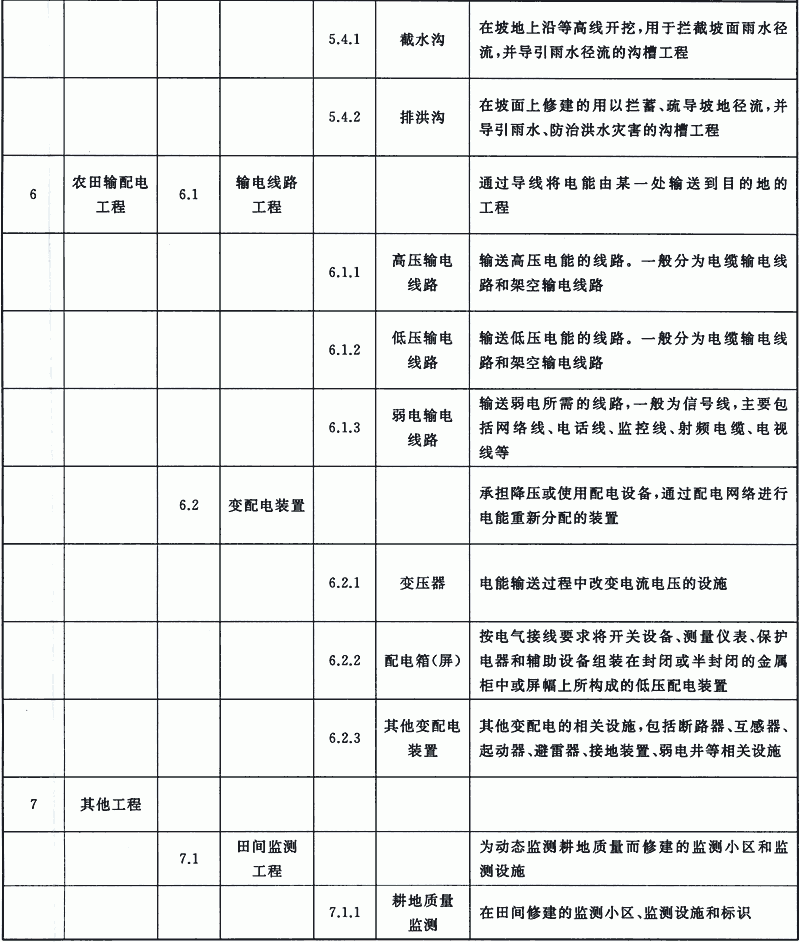 5.4.1
截水沟
在坡地上沿等高线开挖,用于拦截坡面雨水径
流,并导引雨水径流的沟槽工程
5.4.2
排洪沟
在坡面上修建的用以拦蓄、疏导坡地径流,并
导引雨水、防治洪水灾害的沟槽工程
6
农田输配电
工程
6.1
输电线路
工程
通过导线将电能由某一处输送到目的地的
工程
6.1.1
高压输电
线路
输送高压电能的线路。一般分为电缆输电线
路和架空输电线路
6.1.2
低压输电
线路
输送低压电能的线路。一般分为电缆输电线
路和架空输电线路
6.1.3
弱电输电
线路
输送弱电所需的线路,一般为信号线,主要包
括网络线、电话线、监控线、射频电缆、电视
线等
6.2
变配电装置
承担降压或使用配电设备,通过配电网络进行
电能重新分配的装置
6.2.1
变压器
电能输送过程中改变电流电压的设施
6.2.2
配电箱(屏)
按电气接线要求将开关设备、测量仪表、保护
电器和辅助设备组装在封闭或半封闭的金属
柜中或屏幅上所构成的低压配电装置
6.2.3
其他变配电
装置
其他变配电的相关设施,包括断路器、互感器、
起动器、避雷器、接地装置、弱电井等相关设施
7
其他工程
7.1
田间监测
工程
为动态监测耕地质量而修建的监测小区和监
测设施
7.1.1
耕地质量
监测
在田间修建的监测小区、监测设施和标识